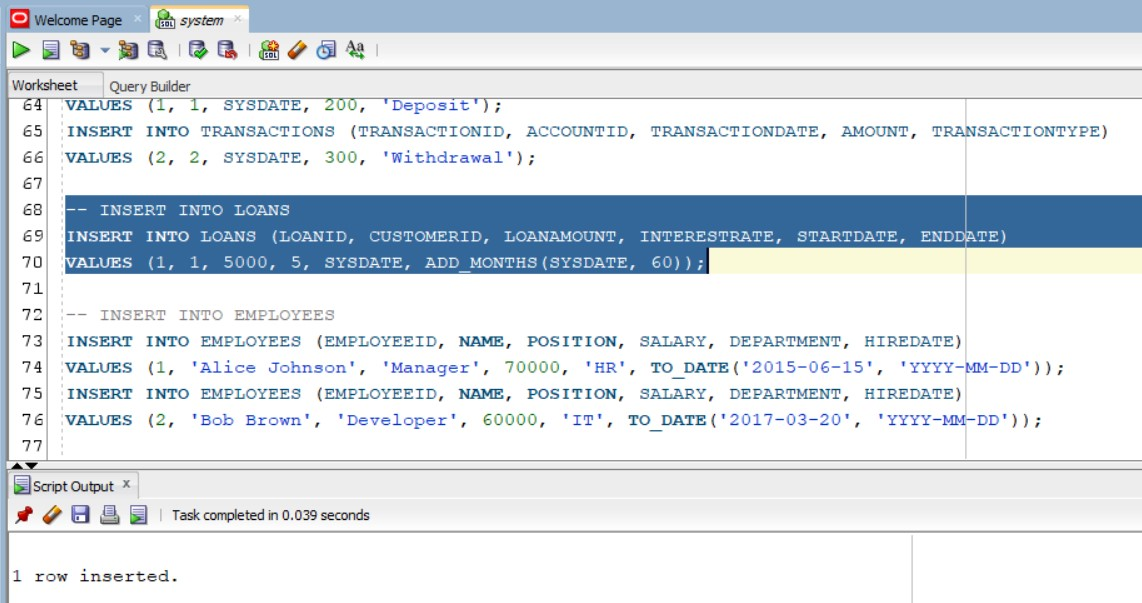 Welcome Page × system ×
Worksheet Query Builder
64 VALUES (1, 1, SYSDATE, 200, 'Deposit');
65 INSERT INTO TRANSACTIONS (TRANSACTIONID, ACCOUNTID, TRANSACTIONDATE, AMOUNT, TRANSACTIONTYPE)
66 VALUES (2, 2, SYSDATE, 300, 'Withdrawal');
67
68 -- INSERT INTO LOANS
69 INSERT INTO LOANS (LOANID, CUSTOMERID, LOANAMOUNT, INTERESTRATE, STARTDATE, ENDDATE)
70 VALUES (1, 1, 5000, 5, SYSDATE, ADD_MONTHS(SYSDATE, 60));
71
72 -- INSERT INTO EMPLOYEES
73 INSERT INTO EMPLOYEES (EMPLOYEEID, NAME, POSITION, SALARY, DEPARTMENT, HIREDATE)
74 VALUES (1, 'Alice Johnson', 'Manager', 70000, 'HR', TO_DATE('2015-06-15', 'YYYY-MM-DD'));
75 INSERT INTO EMPLOYEES (EMPLOYEEID, NAME, POSITION, SALARY, DEPARTMENT, HIREDATE)
76 VALUES (2, 'Bob Brown', 'Developer', 60000, 'IT', TO_DATE('2017-03-20', 'YYYY-MM-DD'));
77
Script Output ×
Task completed in 0.039 seconds
1 row inserted.